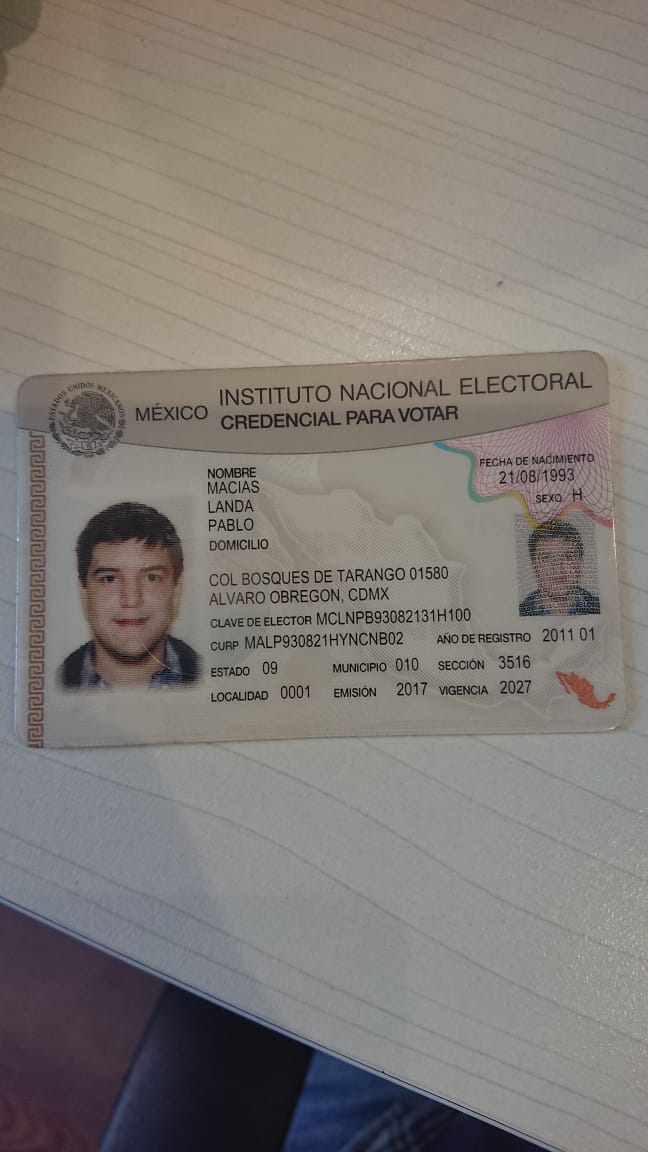 ESTADOS UNIDOS MEXICANOS
MÉXICO
INSTITUTO NACIONAL ELECTORAL
CREDENCIAL PARA VOTAR
NOMBRE
MACIAS
LANDA
PABLO
FECHA DE NACIMIENTO
21/08/1993
SEXO H
DOMICILIO
COL BOSQUES DE TARANGO 01580
ALVARO OBREGON, CDMX
CLAVE DE ELECTOR MCLNPB93082131H100
CURP MALP930821HYNCNB02 AÑO DE REGISTRO 2011 01
ESTADO 09 MUNICIPIO 010 SECCIÓN 3516
LOCALIDAD 0001 EMISIÓN 2017 VIGENCIA 2027